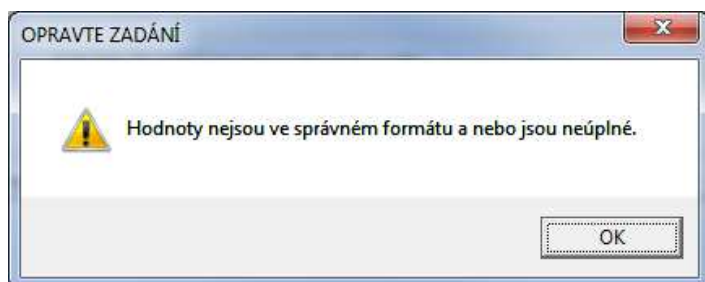 OPRAVTE ZADÁNÍ
Hodnoty nejsou ve správném formátu a nebo jsou neúplné.
OK